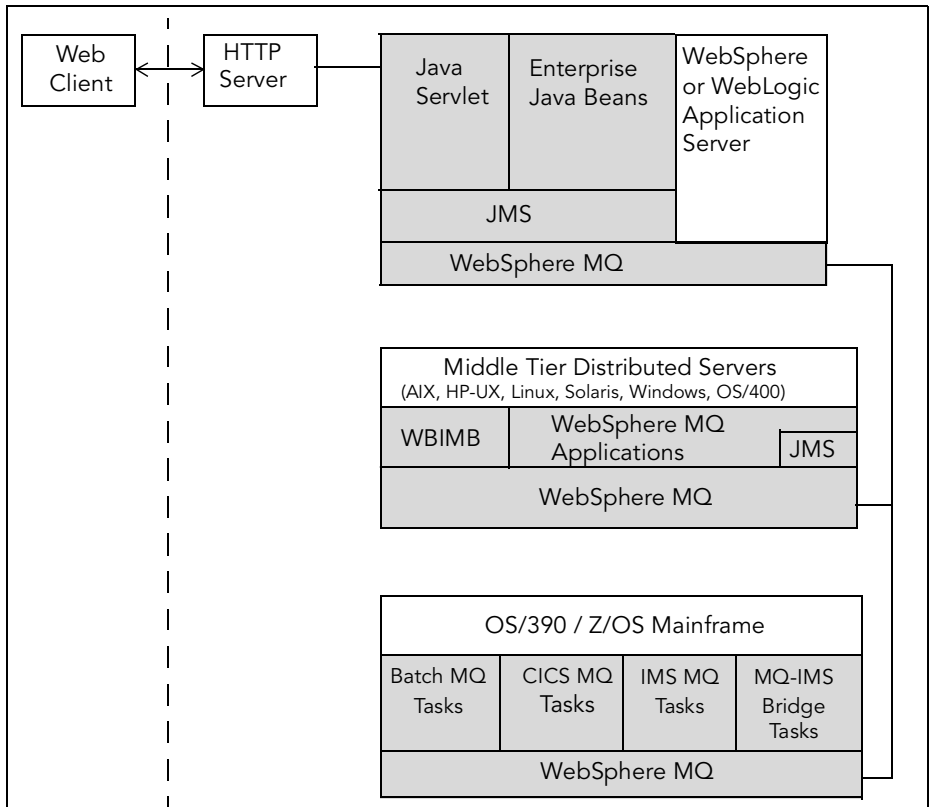 Web
Client
HTTP
Server
Java
Servlet
Enterprise
Java Beans
WebSphere
or WebLogic
Application
Server
JMS
WebSphere MQ
Middle Tier Distributed Servers
(AIX, HP-UX, Linux, Solaris, Windows, OS/400)
WBIMB
WebSphere MQ
Applications
JMS
WebSphere MQ
OS/390 / Z/OS Mainframe
Batch MQ
Tasks
CICS MQ
Tasks
IMS MQ
Tasks
MQ-IMS
Bridge
Tasks
WebSphere MQ